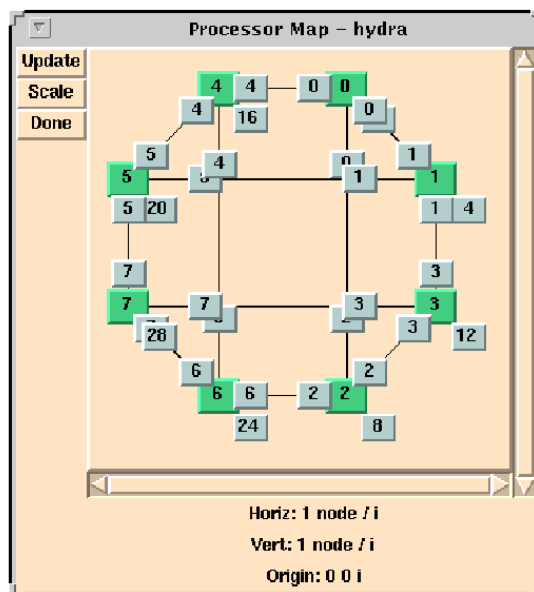 Processor Map – hydra
Update
Scale
Done
4 4 0 0
4 16 0
5 4 0 1
5 1 1
5 20 1 4
7 3
7 7 3 3
28 3 12
6 2
6 6 2 2
24 8
Horiz: 1 node / i
Vert: 1 node / i
Origin: 0 0 i